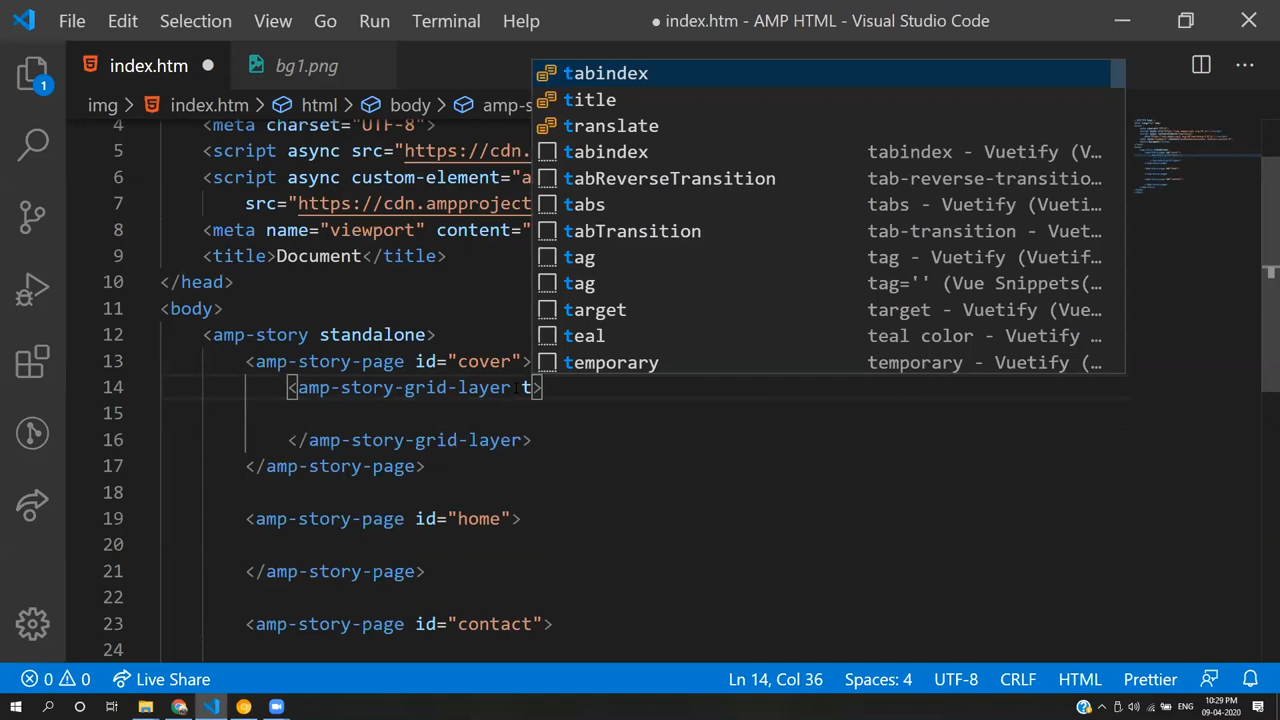 File Edit Selection View Go Run Terminal Help ● index.htm - AMP HTML - Visual Studio Code
index.htm ● bg1.png
img > index.htm > html > body > amp-s
4 <meta charset="UTF-8">
5 <script async src="https://cdn.
6 <script async custom-element="a
7 src="https://cdn.ampproject
8 <meta name="viewport" content="
9 <title>Document</title>
10 </head>
11 <body>
12 <amp-story standalone>
13 <amp-story-page id="cover">
14 <amp-story-grid-layer t>
15
16 </amp-story-grid-layer>
17 </amp-story-page>
18
19 <amp-story-page id="home">
20
21 </amp-story-page>
22
23 <amp-story-page id="contact">
24
tabindex
title
translate
tabindex tabindex - Vuetify (V…
tabReverseTransition tab-reverse-transitio…
tabs tabs - Vuetify (Vueti…
tabTransition tab-transition - Vuet…
tag tag - Vuetify (Vuetif…
tag tag='' (Vue Snippets(…
target target - Vuetify (Vue…
teal teal color - Vuetify …
temporary temporary - Vuetify (…
1
0 0 Live Share Ln 14, Col 36 Spaces: 4 UTF-8 CRLF HTML Prettier
ENG 10:29 PM
09-04-2020